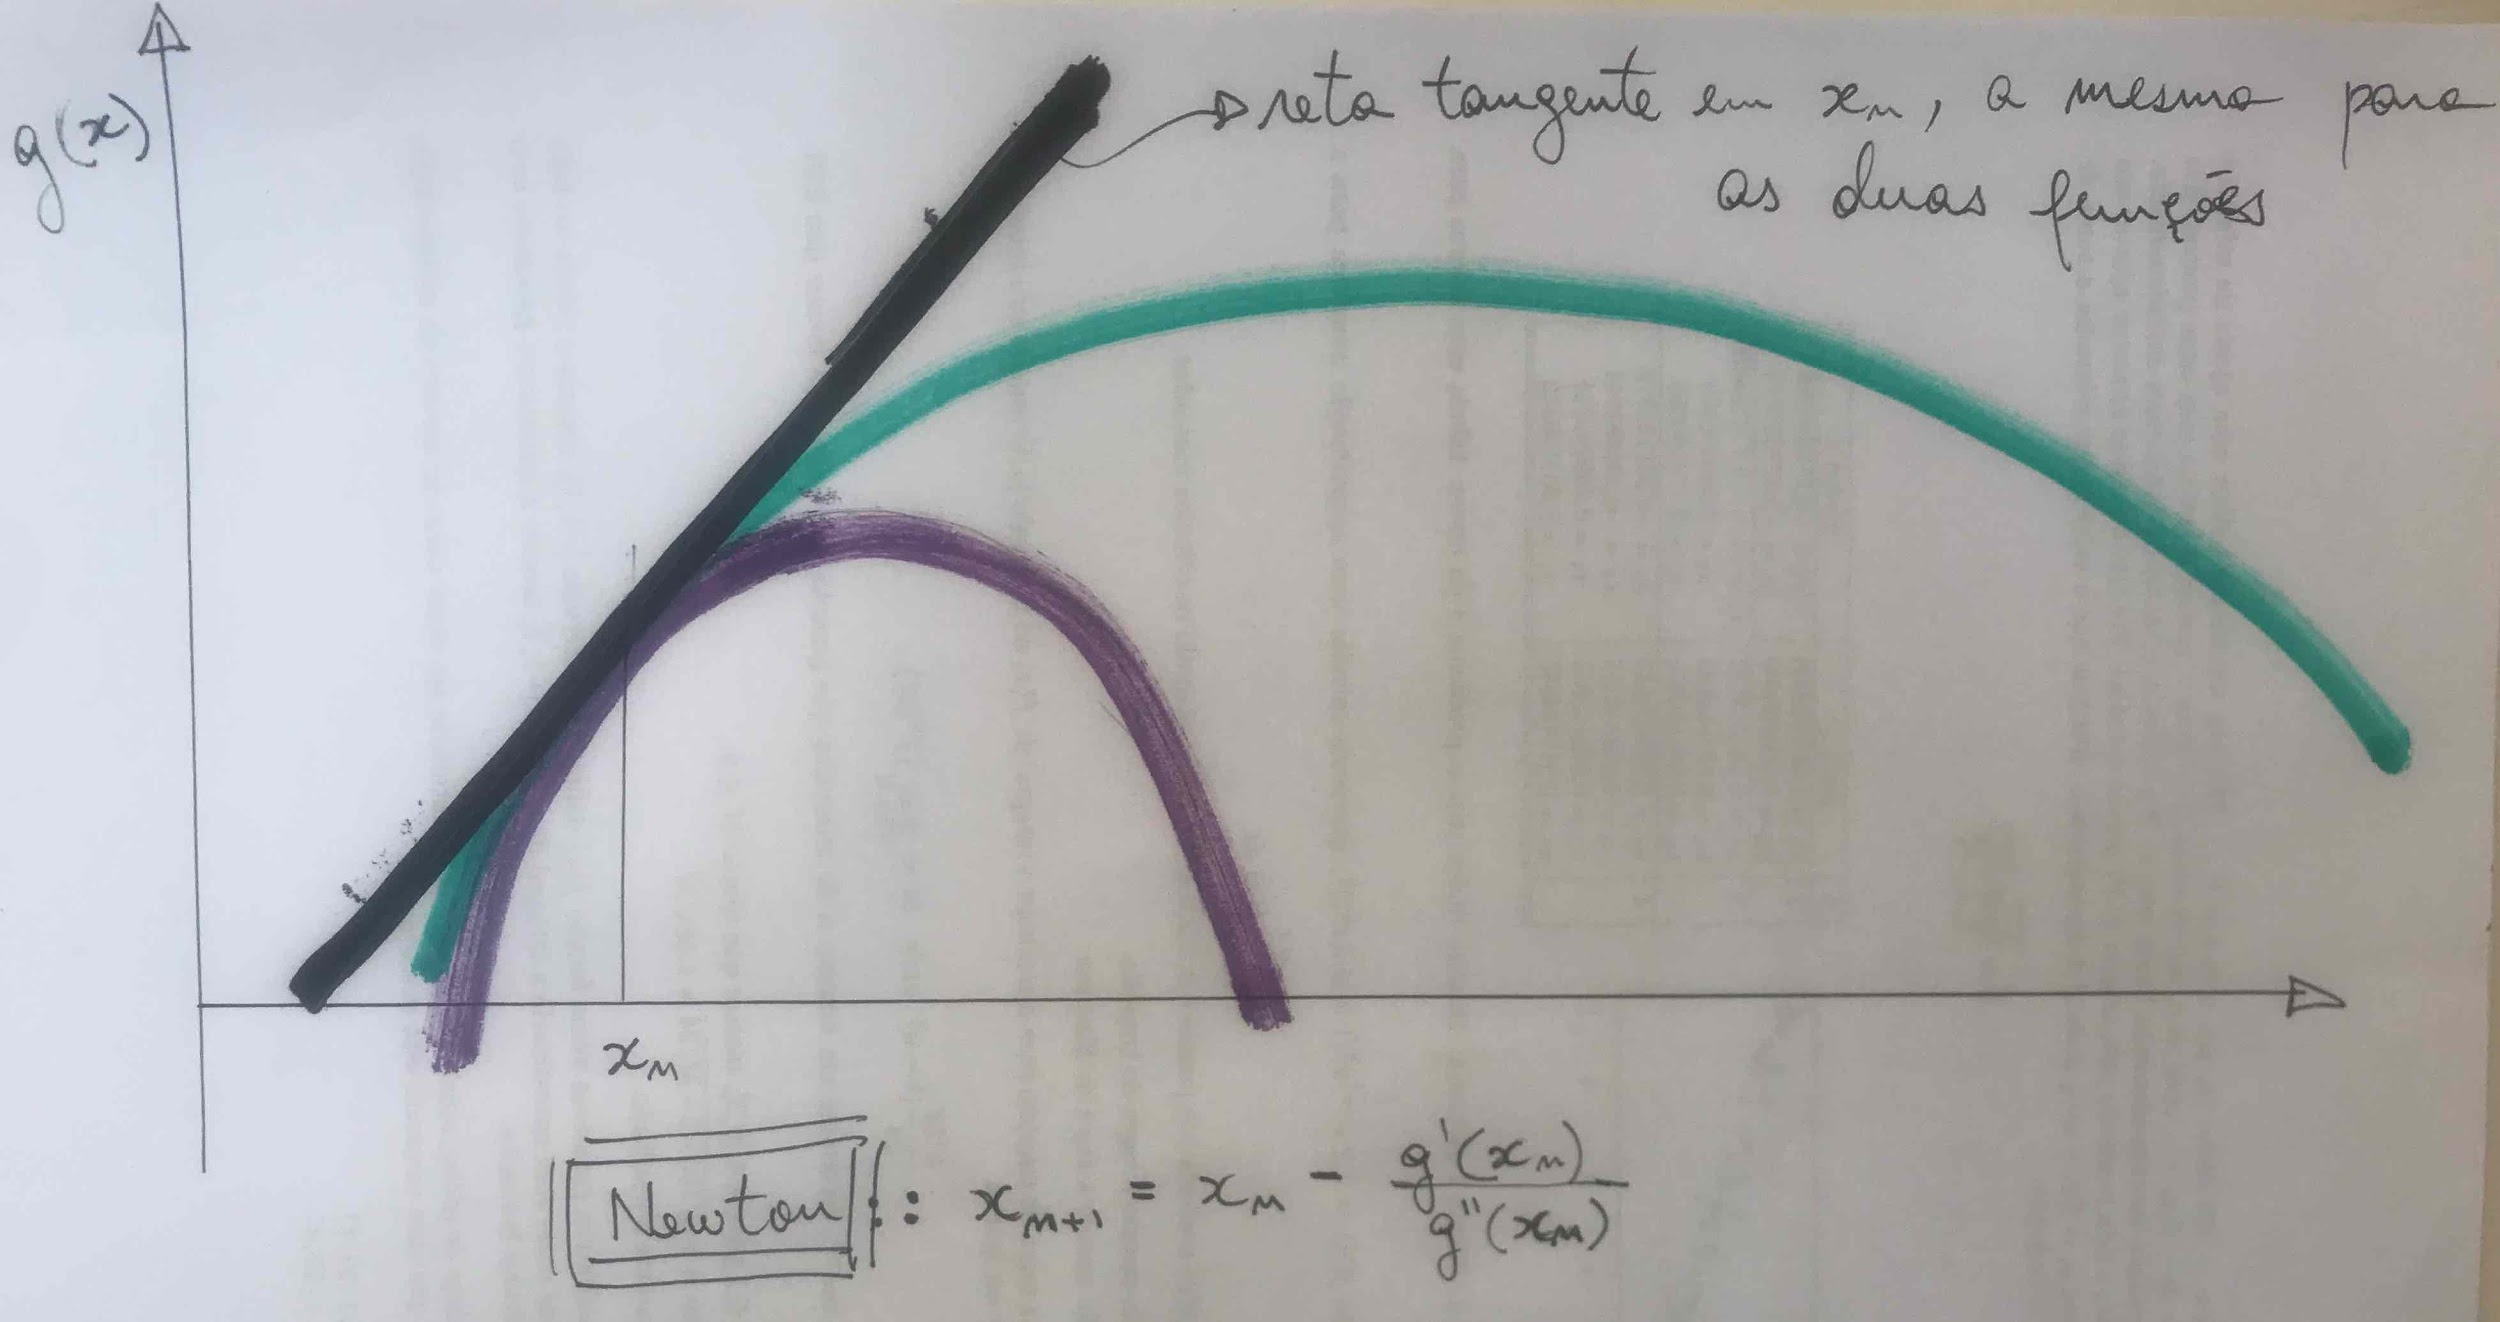 g(x)
reta tangente em xₙ, a mesma para
as duas funções
xₙ
Newton: xₙ₊₁ = xₙ - g'(xₙ)/g''(xₙ)